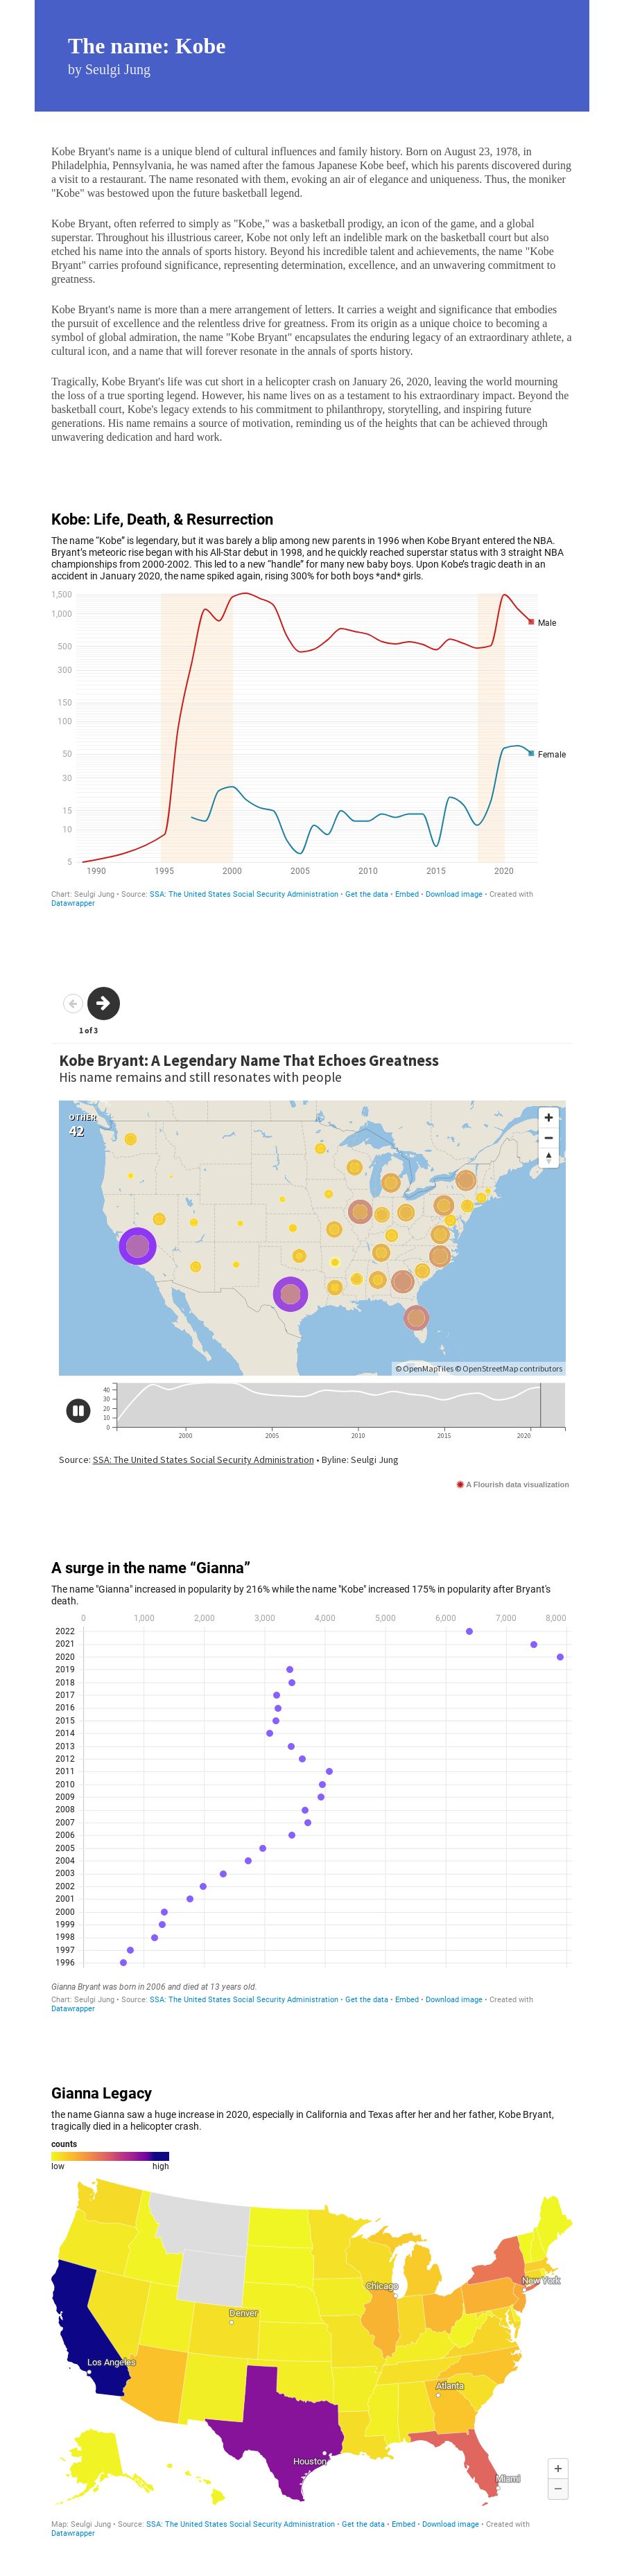 The name: Kobe
by Seulgi Jung
Kobe Bryant's name is a unique blend of cultural influences and family history. Born on August 23, 1978, in
Philadelphia, Pennsylvania, he was named after the famous Japanese Kobe beef, which his parents discovered during
a visit to a restaurant. The name resonated with them, evoking an air of elegance and uniqueness. Thus, the moniker
"Kobe" was bestowed upon the future basketball legend.
Kobe Bryant, often referred to simply as "Kobe," was a basketball prodigy, an icon of the game, and a global
superstar. Throughout his illustrious career, Kobe not only left an indelible mark on the basketball court but also
etched his name into the annals of sports history. Beyond his incredible talent and achievements, the name "Kobe
Bryant" carries profound significance, representing determination, excellence, and an unwavering commitment to
greatness.
Kobe Bryant's name is more than a mere arrangement of letters. It carries a weight and significance that embodies
the pursuit of excellence and the relentless drive for greatness. From its origin as a unique choice to becoming a
symbol of global admiration, the name "Kobe Bryant" encapsulates the enduring legacy of an extraordinary athlete, a
cultural icon, and a name that will forever resonate in the annals of sports history.
Tragically, Kobe Bryant's life was cut short in a helicopter crash on January 26, 2020, leaving the world mourning
the loss of a true sporting legend. However, his name lives on as a testament to his extraordinary impact. Beyond the
basketball court, Kobe's legacy extends to his commitment to philanthropy, storytelling, and inspiring future
generations. His name remains a source of motivation, reminding us of the heights that can be achieved through
unwavering dedication and hard work.
Kobe: Life, Death, & Resurrection
The name “Kobe” is legendary, but it was barely a blip among new parents in 1996 when Kobe Bryant entered the NBA.
Bryant’s meteoric rise began with his All-Star debut in 1998, and he quickly reached superstar status with 3 straight NBA
championships from 2000-2002. This led to a new “handle” for many new baby boys. Upon Kobe’s tragic death in an
accident in January 2020, the name spiked again, rising 300% for both boys *and* girls.
1,500
1,000
500
300
150
100
50
30
15
10
5
Male
Female
1990 1995 2000 2005 2010 2015 2020
Chart: Seulgi Jung • Source: SSA: The United States Social Security Administration • Get the data • Embed • Download image • Created with
Datawrapper
1 of 3
Kobe Bryant: A Legendary Name That Echoes Greatness
His name remains and still resonates with people
OTHER
42
© OpenMapTiles © OpenStreetMap contributors
40
30
20
10
0
2000 2005 2010 2015 2020
Source: SSA: The United States Social Security Administration • Byline: Seulgi Jung
A Flourish data visualization
A surge in the name “Gianna”
The name "Gianna" increased in popularity by 216% while the name "Kobe" increased 175% in popularity after Bryant's
death.
0 1,000 2,000 3,000 4,000 5,000 6,000 7,000 8,000
2022
2021
2020
2019
2018
2017
2016
2015
2014
2013
2012
2011
2010
2009
2008
2007
2006
2005
2004
2003
2002
2001
2000
1999
1998
1997
1996
Gianna Bryant was born in 2006 and died at 13 years old.
Chart: Seulgi Jung • Source: SSA: The United States Social Security Administration • Get the data • Embed • Download image • Created with
Datawrapper
Gianna Legacy
the name Gianna saw a huge increase in 2020, especially in California and Texas after her and her father, Kobe Bryant,
tragically died in a helicopter crash.
counts
low high
New York
Chicago
Denver
Los Angeles
Atlanta
Houston
Miami
Map: Seulgi Jung • Source: SSA: The United States Social Security Administration • Get the data • Embed • Download image • Created with
Datawrapper